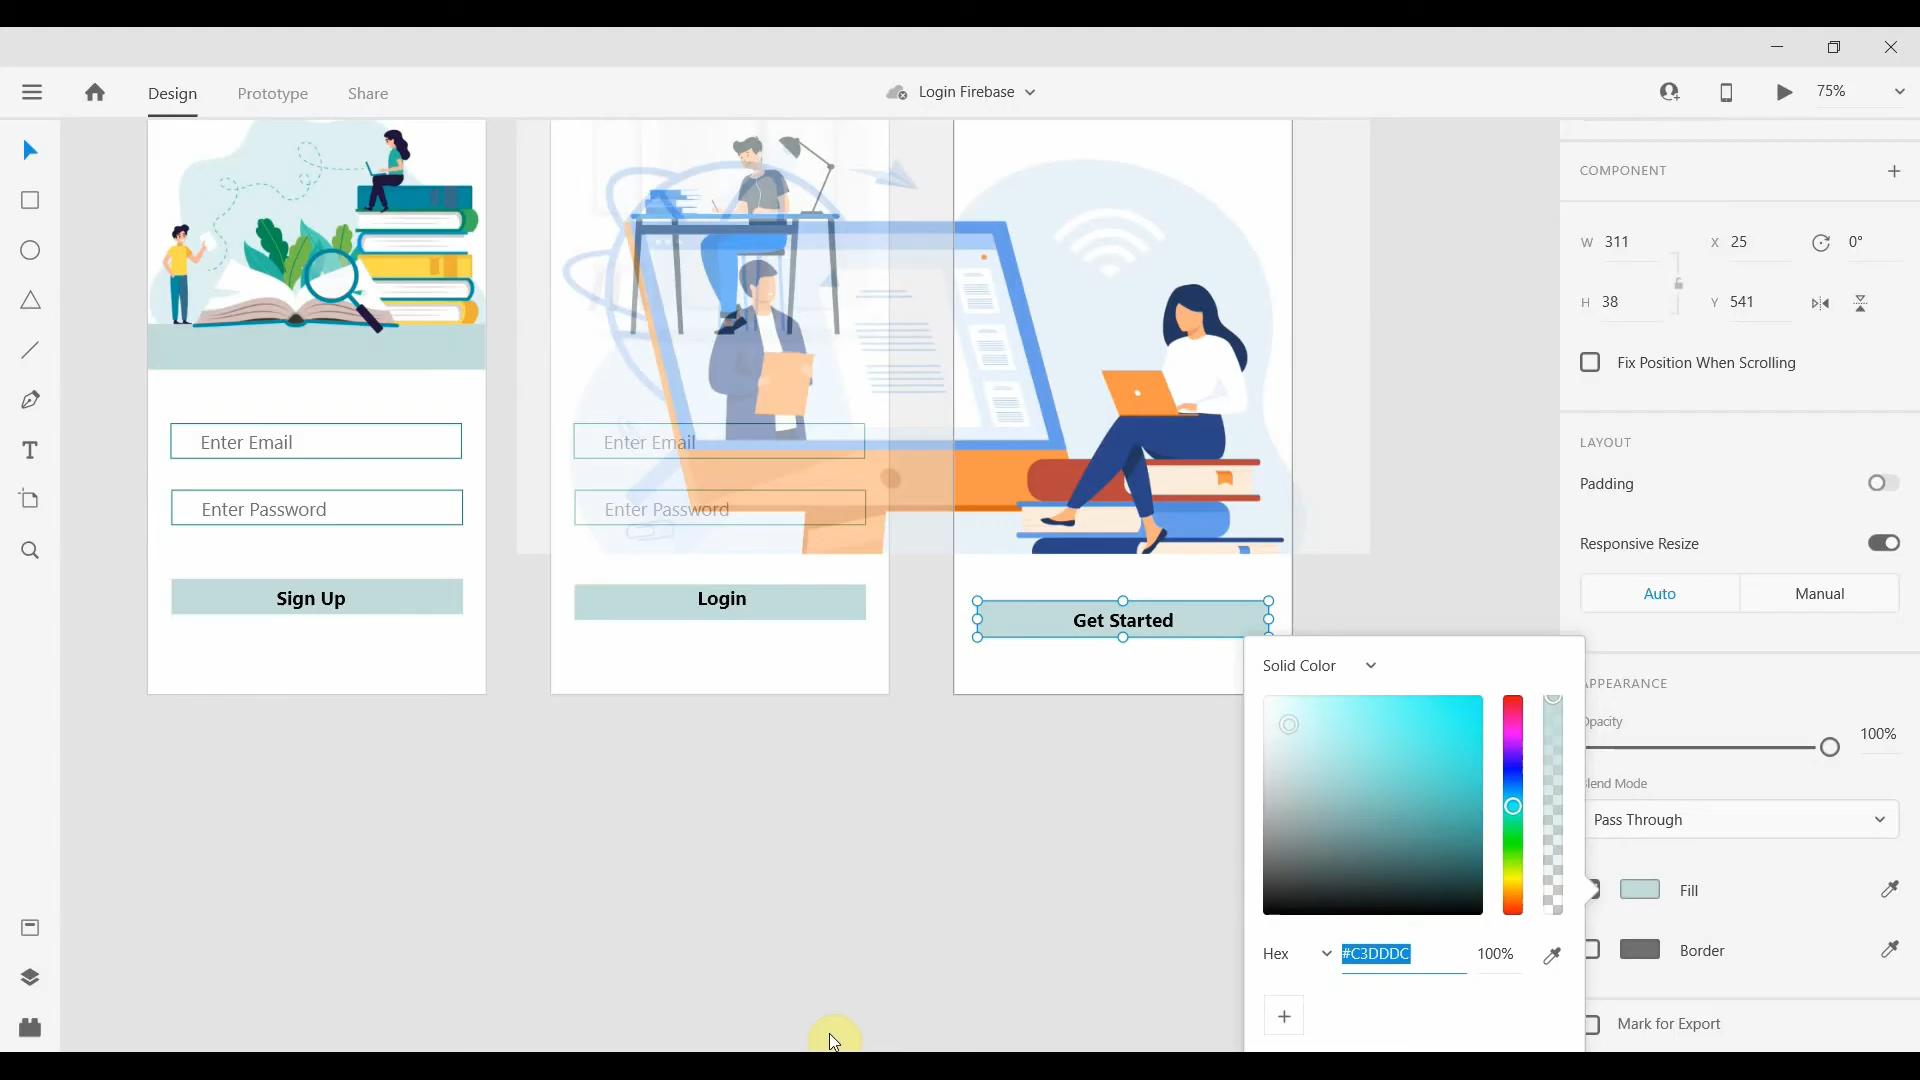 Design
Prototype
Share
Login Firebase
75%
Enter Email
Enter Password
Sign Up
Enter Email
Enter Password
Login
Get Started
COMPONENT
W 311
X 25
0°
H 38
Y 541
Fix Position When Scrolling
LAYOUT
Padding
Responsive Resize
Auto
Manual
Solid Color
Hex
#C3DDDC
100%
PPEARANCE
pacity
100%
lend Mode
Pass Through
Fill
Border
Mark for Export